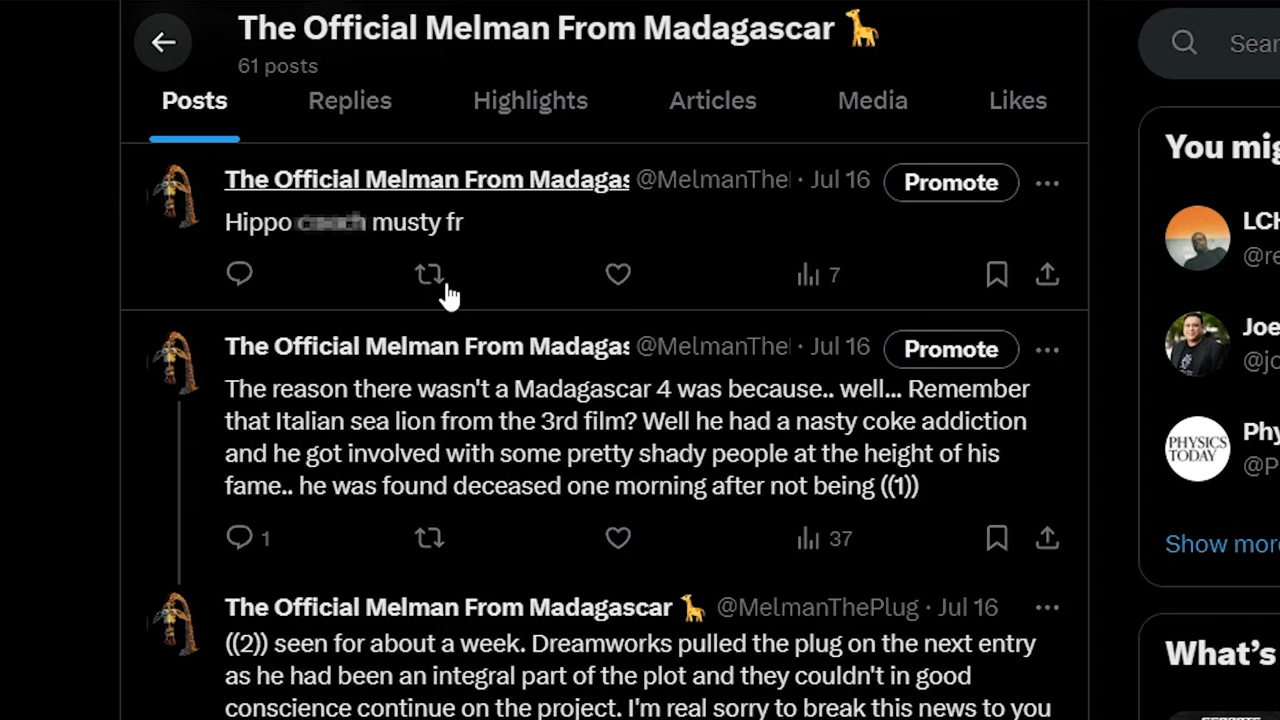 The Official Melman From Madagascar 🦒
61 posts
Posts Replies Highlights Articles Media Likes
The Official Melman From Madagas @MelmanThe · Jul 16 Promote
Hippo musty fr
7
The Official Melman From Madagas @MelmanThe · Jul 16 Promote
The reason there wasn't a Madagascar 4 was because.. well... Remember
that Italian sea lion from the 3rd film? Well he had a nasty coke addiction
and he got involved with some pretty shady people at the height of his
fame.. he was found deceased one morning after not being ((1))
1 37
The Official Melman From Madagascar 🦒 @MelmanThePlug · Jul 16
((2)) seen for about a week. Dreamworks pulled the plug on the next entry
as he had been an integral part of the plot and they couldn't in good
conscience continue on the project. I'm real sorry to break this news to you
Sear
You mig
LCH
@re
Joe
@jo
PHYSICS
TODAY
Phy
@P
Show mor
What's